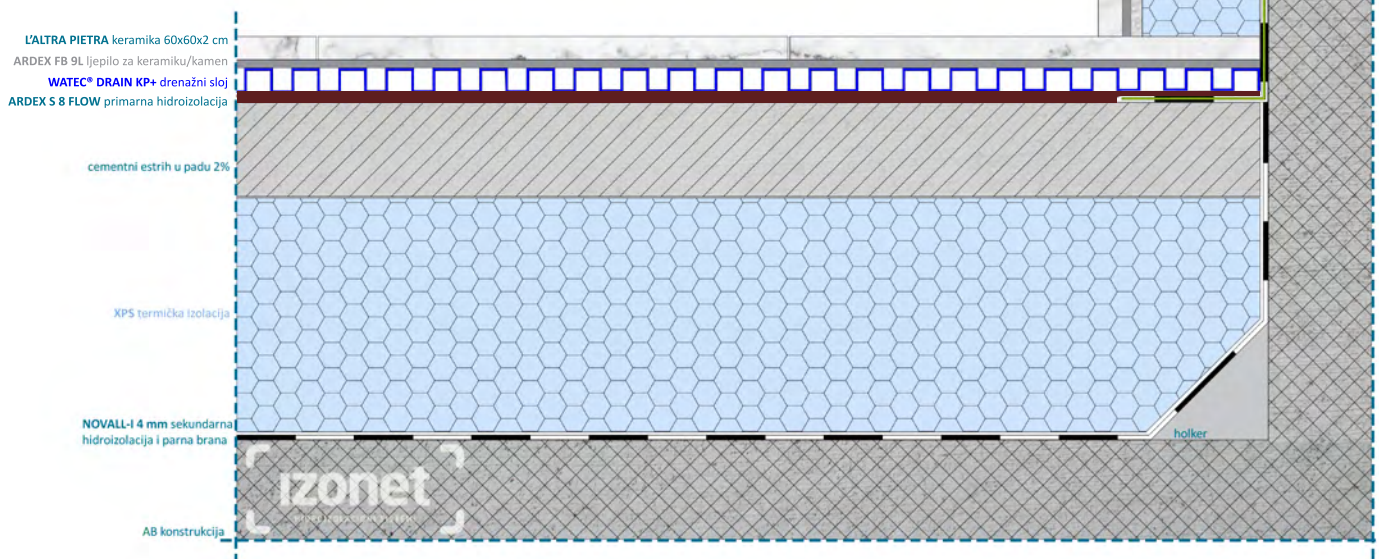 L'ALTRA PIETRA keramika 60x60x2 cm
ARDEX FB 9L ljepilo za keramiku/kamen
WATEC® DRAIN KP+ drenažni sloj
ARDEX S 8 FLOW primarna hidroizolacija
cementni estrih u padu 2%
XPS termička izolacija
NOVALL-I 4 mm sekundarna
hidroizolacija i parna brana
holker
izonet
HIDROIZOLACIJSKI SISTEMI
AB konstrukcija